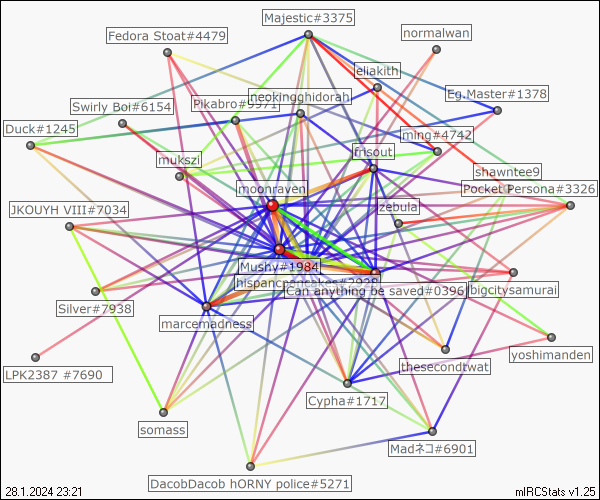 Majestic#3375
Fedora Stoat#4479
normalwan
eliakith
Eg.Master#1378
neokingghidorah
Pikabro#9971
Swirly Boi#6154
Duck#1245
ming#4742
frisout
mukszi
shawntee9
Pocket Persona#3326
moonraven
zebula
JKOUYH VIII#7034
Mushy#1984
hispancpancakes#2928
Can anything be saved#0396
bigcitysamurai
Silver#7938
marcemadness
yoshimanden
thesecondtwat
LPK2387 #7690
Cypha#1717
somass
Madネコ#6901
DacobDacob hORNY police#5271
28.1.2024 23:21
mIRCStats v1.25